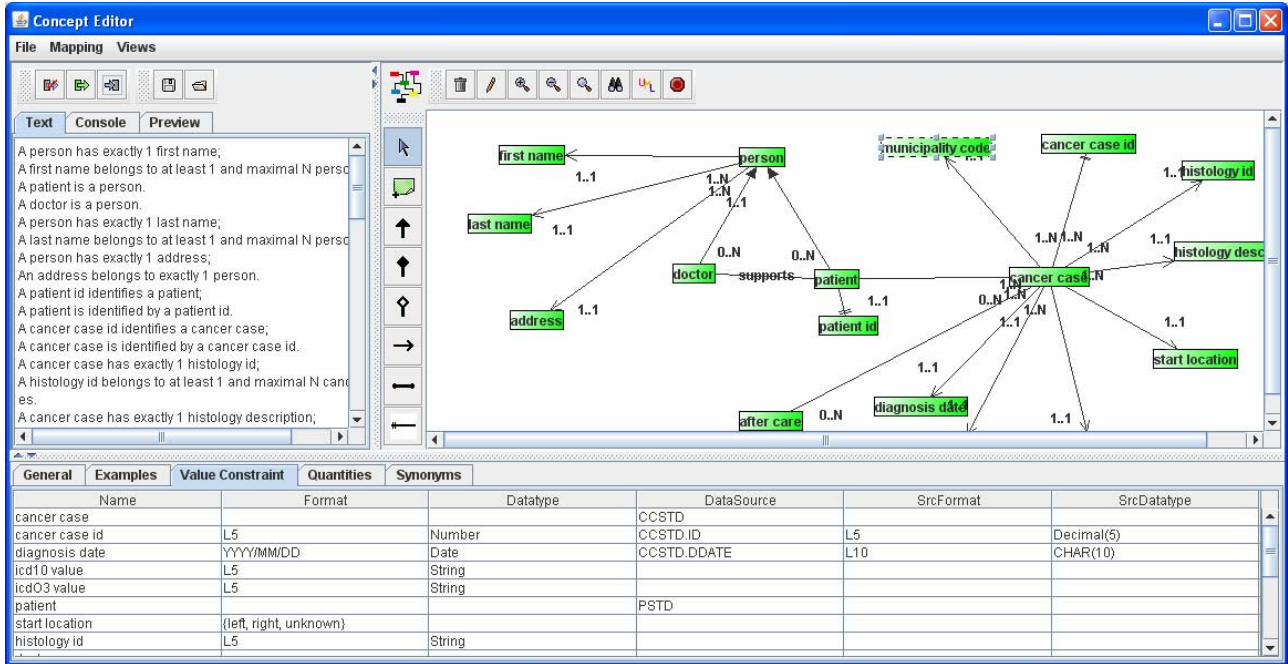 Concept Editor
File Mapping Views
Text Console Preview
A person has exactly 1 first name;
A first name belongs to at least 1 and maximal N perso
A patient is a person.
A doctor is a person.
A person has exactly 1 last name;
A last name belongs to at least 1 and maximal N perso
A person has exactly 1 address;
An address belongs to exactly 1 person.
A patient id identifies a patient;
A patient is identified by a patient id.
A cancer case id identifies a cancer case;
A cancer case is identified by a cancer case id.
A cancer case has exactly 1 histology id;
A histology id belongs to at least 1 and maximal N canc
es.
A cancer case has exactly 1 histology description;
UML
municipality code
cancer case id
first name
person
1..1
1..1
histology id
1..1
1..N
1..N
1..1
last name
1..1
1..N
1..N
1..N
1..1
histology desc
0..N
0..N
doctor
supports
patient
cancer case
1..N
1..N
0..N
1..N
1..1
1..N
1..1
address
1..1
patient id
1..1
start location
1..1
diagnosis date
1..1
after care
0..N
1..1
General Examples Value Constraint Quantities Synonyms
Name Format Datatype DataSource SrcFormat SrcDatatype
cancer case CCSTD
cancer case id L5 Number CCSTD.ID L5 Decimal(5)
diagnosis date YYYY/MM/DD Date CCSTD.DDATE L10 CHAR(10)
icd10 value L5 String
icdO3 value L5 String
patient PSTD
start location {left, right, unknown}
histology id L5 String